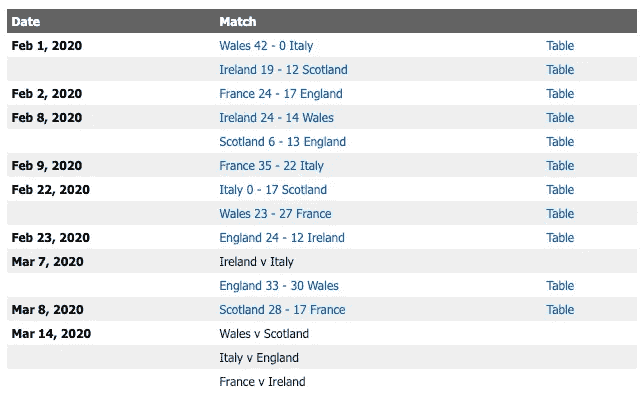 Date Match
Feb 1, 2020 Wales 42 - 0 Italy Table
Ireland 19 - 12 Scotland Table
Feb 2, 2020 France 24 - 17 England Table
Feb 8, 2020 Ireland 24 - 14 Wales Table
Scotland 6 - 13 England Table
Feb 9, 2020 France 35 - 22 Italy Table
Feb 22, 2020 Italy 0 - 17 Scotland Table
Wales 23 - 27 France Table
Feb 23, 2020 England 24 - 12 Ireland Table
Mar 7, 2020 Ireland v Italy
England 33 - 30 Wales Table
Mar 8, 2020 Scotland 28 - 17 France Table
Mar 14, 2020 Wales v Scotland
Italy v England
France v Ireland